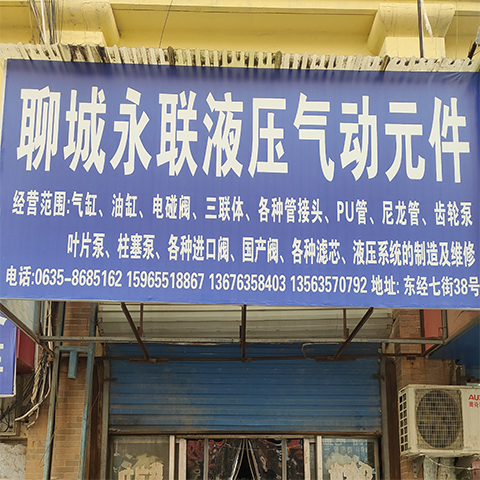 聊城永联液压气动元件
经营范围:气缸、油缸、电磁阀、三联体、各种管接头、PU管、尼龙管、齿轮泵
叶片泵、柱塞泵、各种进口阀、国产阀、各种滤芯、液压系统的制造及维修
电话:0635-8685162 15965518867 13676358403 13563570792 地址: 东经七街38号
AUX